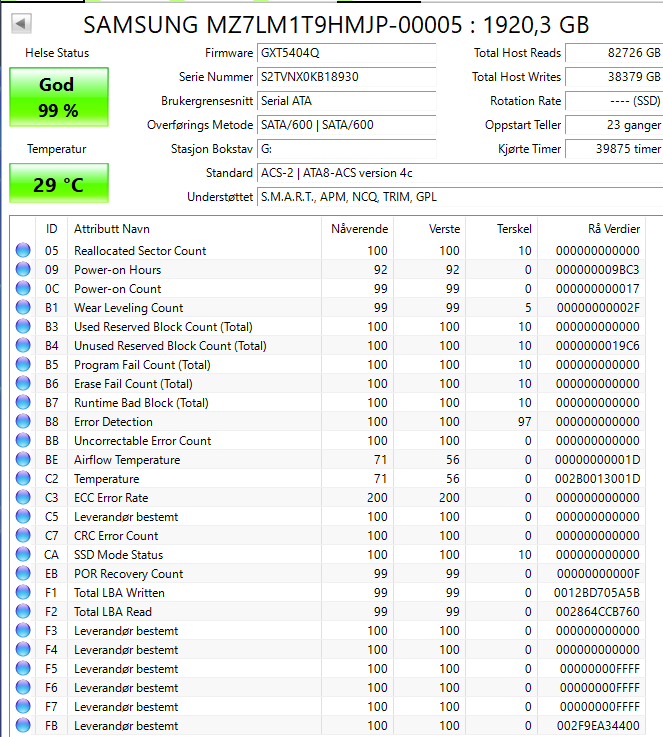 SAMSUNG MZ7LM1T9HMJP-00005 : 1920,3 GB
Helse Status
God
99 %
Temperatur
29 °C
Firmware GXT5404Q
Serie Nummer S2TVNX0KB18930
Brukergrensesnitt Serial ATA
Overførings Metode SATA/600 | SATA/600
Stasjon Bokstav G:
Standard ACS-2 | ATA8-ACS version 4c
Understøttet S.M.A.R.T., APM, NCQ, TRIM, GPL
Total Host Reads 82726 GB
Total Host Writes 38379 GB
Rotation Rate ---- (SSD)
Oppstart Teller 23 ganger
Kjørte Timer 39875 timer
ID Attributt Navn Nåverende Verste Terskel Rå Verdier
05 Reallocated Sector Count 100 100 10 000000000000
09 Power-on Hours 92 92 0 000000009BC3
0C Power-on Count 99 99 0 000000000017
B1 Wear Leveling Count 99 99 5 00000000002F
B3 Used Reserved Block Count (Total) 100 100 10 000000000000
B4 Unused Reserved Block Count (Total) 100 100 10 0000000019C6
B5 Program Fail Count (Total) 100 100 10 000000000000
B6 Erase Fail Count (Total) 100 100 10 000000000000
B7 Runtime Bad Block (Total) 100 100 10 000000000000
B8 Error Detection 100 100 97 000000000000
BB Uncorrectable Error Count 100 100 0 000000000000
BE Airflow Temperature 71 56 0 00000000001D
C2 Temperature 71 56 0 002B0013001D
C3 ECC Error Rate 200 200 0 000000000000
C5 Leverandør bestemt 100 100 0 000000000000
C7 CRC Error Count 100 100 0 000000000000
CA SSD Mode Status 100 100 10 000000000000
EB POR Recovery Count 99 99 0 00000000000F
F1 Total LBA Written 99 99 0 0012BD705A5B
F2 Total LBA Read 99 99 0 002864CCB760
F3 Leverandør bestemt 100 100 0 000000000000
F4 Leverandør bestemt 100 100 0 000000000000
F5 Leverandør bestemt 100 100 0 00000000FFFF
F6 Leverandør bestemt 100 100 0 00000000FFFF
F7 Leverandør bestemt 100 100 0 00000000FFFF
FB Leverandør bestemt 100 100 0 002F9EA34400